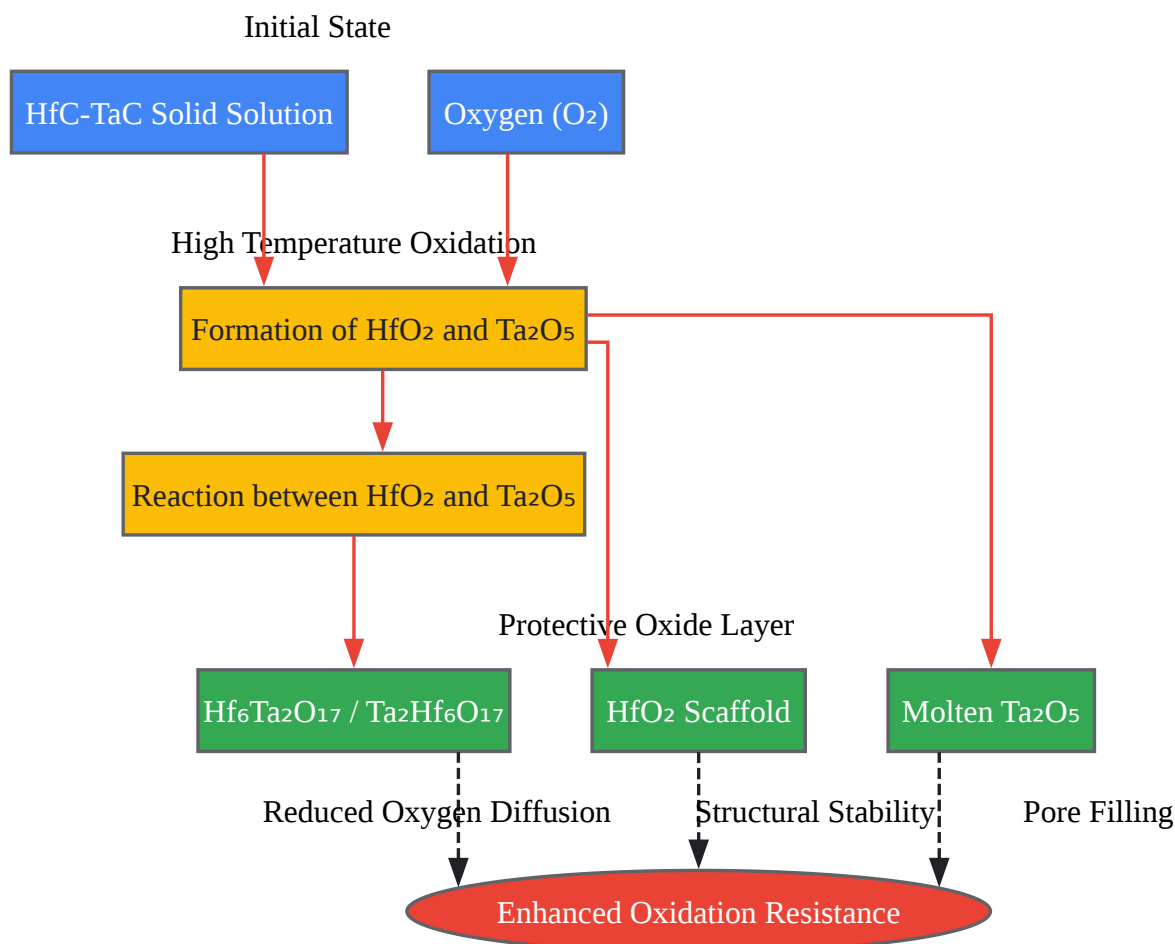 Initial State
HfC-TaC Solid Solution
Oxygen (O₂)
High Temperature Oxidation
Formation of HfO₂ and Ta₂O₅
Reaction between HfO₂ and Ta₂O₅
Protective Oxide Layer
Hf₆Ta₂O₁₇ / Ta₂Hf₆O₁₇
HfO₂ Scaffold
Molten Ta₂O₅
Reduced Oxygen Diffusion
Structural Stability
Pore Filling
Enhanced Oxidation Resistance